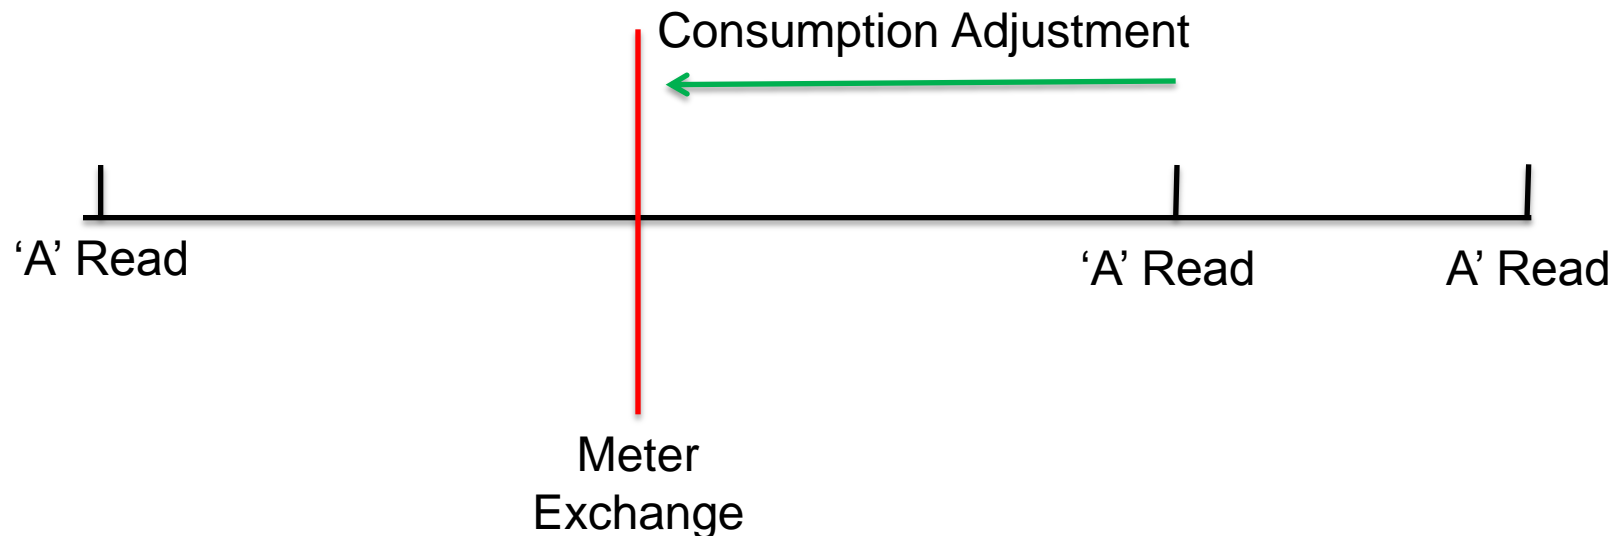 Consumption Adjustment
‘A’ Read
‘A’ Read
A’ Read
Meter
Exchange